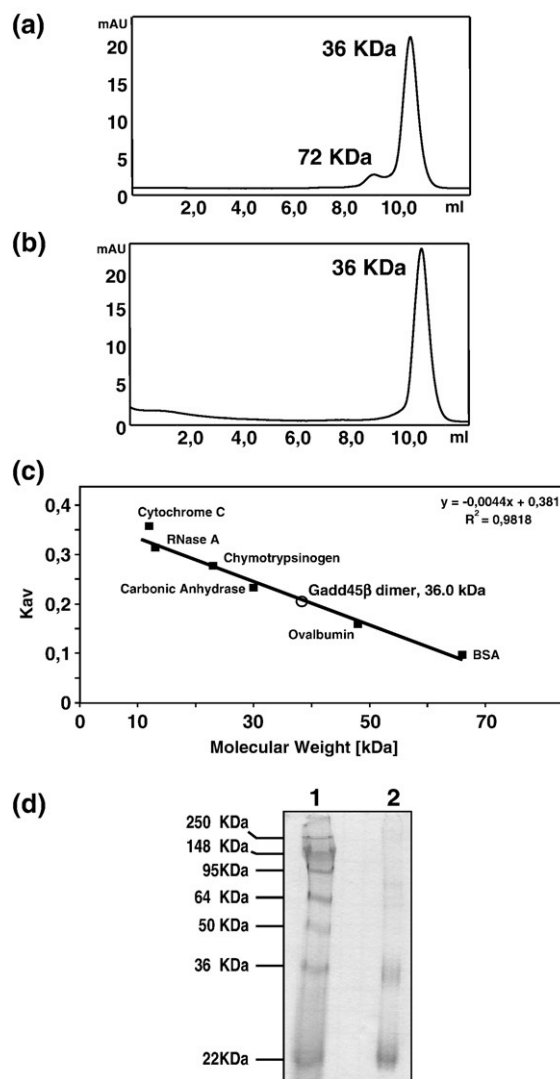 (a)
mAU
20
15
10
5
0
36 KDa
72 KDa
2,0 4,0 6,0 8,0 10,0 ml
(b)
mAU
20
15
10
5
0
36 KDa
2,0 4,0 6,0 8,0 10,0 ml
(c)
y = -0,0044x + 0,381
R2 = 0,9818
Kav
0,4
0,3
0,2
0,1
0
Cytochrome C
RNase A
Chymotrypsinogen
Carbonic Anhydrase
Gadd45β dimer, 36.0 kDa
Ovalbumin
BSA
0 10 30 50 70
Molecular Weight [kDa]
(d)
1 2
250 KDa
148 KDa
95KDa
64 KDa
50 KDa
36 KDa
22KDa